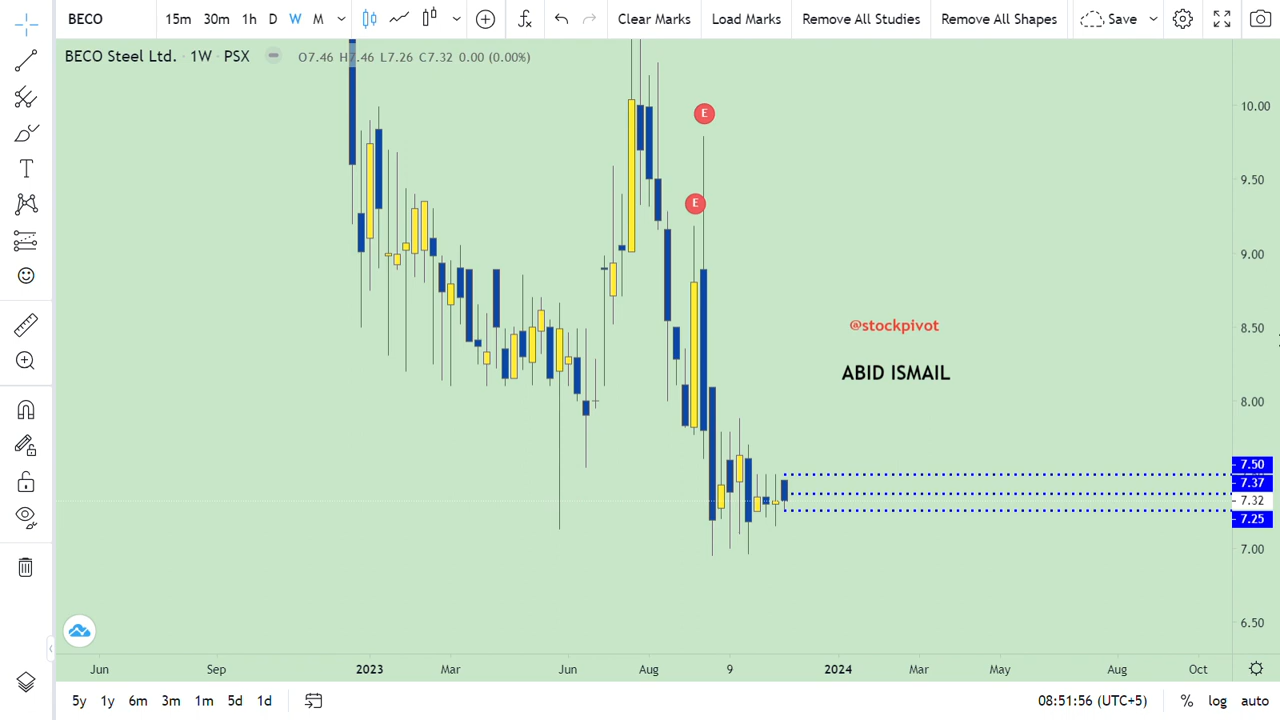 BECO 15m 30m 1h D W M Clear Marks Load Marks Remove All Studies Remove All Shapes Save
BECO Steel Ltd. · 1W · PSX O7.46 H7.46 L7.26 C7.32 0.00 (0.00%)
10.00
E
9.50
E
9.00
@stockpivot
8.50
ABID ISMAIL
8.00
7.50
7.37
7.32
7.25
7.00
6.50
Jun Sep 2023 Mar Jun Aug 9 2024 Mar May Aug Oct
5y 1y 6m 3m 1m 5d 1d 08:51:56 (UTC+5) % log auto